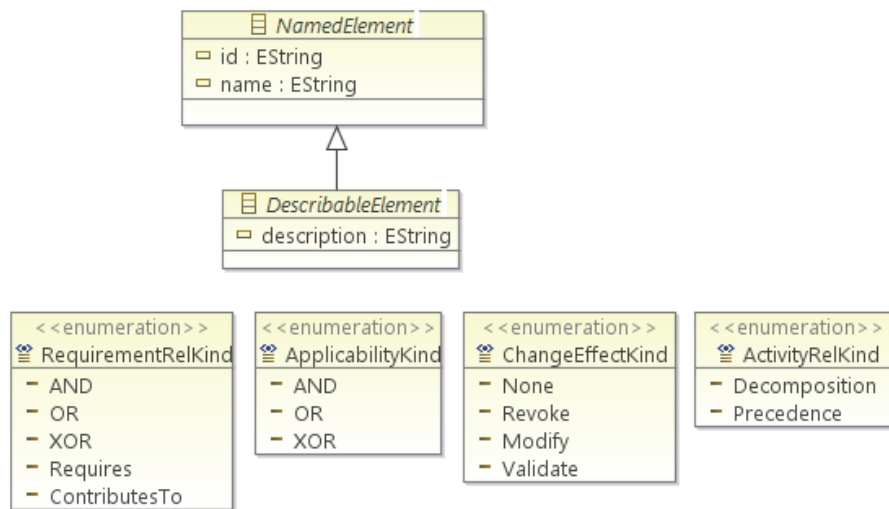 NamedElement
id : EString
name : EString
DescribableElement
description : EString
<<enumeration>>
RequirementRelKind
AND
OR
XOR
Requires
ContributesTo
<<enumeration>>
ApplicabilityKind
AND
OR
XOR
<<enumeration>>
ChangeEffectKind
None
Revoke
Modify
Validate
<<enumeration>>
ActivityRelKind
Decomposition
Precedence